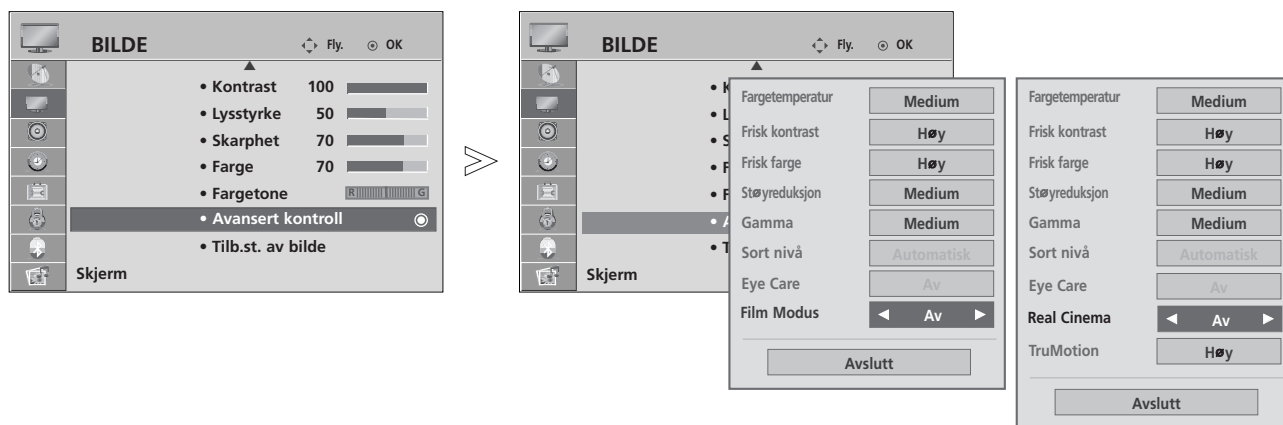 BILDE Fly. OK
• Kontrast 100
• Lysstyrke 50
• Skarphet 70
• Farge 70
• Fargetone R G
• Avansert kontroll
• Tilb.st. av bilde
Skjerm
BILDE Fly. OK
• K
• L
• S
• F
• F
• A
• T
Skjerm
Fargetemperatur Medium
Frisk kontrast Høy
Frisk farge Høy
Støyreduksjon Medium
Gamma Medium
Sort nivå Automatisk
Eye Care Av
Film Modus Av
Avslutt
Fargetemperatur Medium
Frisk kontrast Høy
Frisk farge Høy
Støyreduksjon Medium
Gamma Medium
Sort nivå Automatisk
Eye Care Av
Real Cinema Av
TruMotion Høy
Avslutt